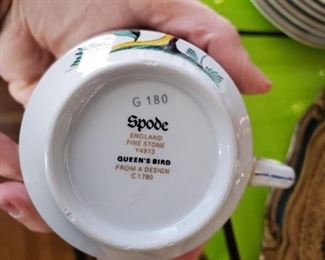 G 180
Spode
ENGLAND
FINE STONE
Y4973
QUEEN'S BIRD
FROM A DESIGN
C.1780